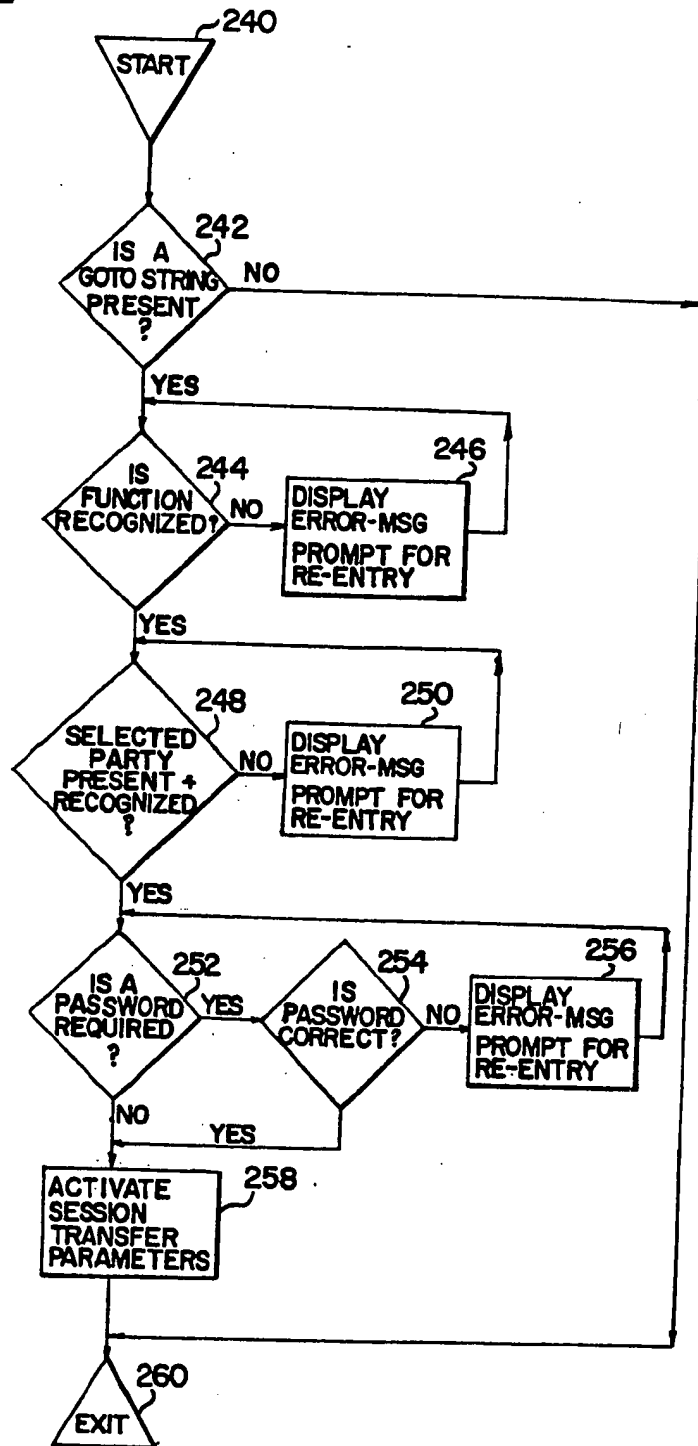 240
START
242
IS A
GOTO STRING
PRESENT
?
NO
YES
244
IS
FUNCTION
RECOGNIZED?
NO
246
DISPLAY
ERROR-MSG
PROMPT FOR
RE-ENTRY
YES
248
SELECTED
PARTY
PRESENT +
RECOGNIZED
?
NO
250
DISPLAY
ERROR-MSG
PROMPT FOR
RE-ENTRY
YES
252
IS A
PASSWORD
REQUIRED
?
YES
254
IS
PASSWORD
CORRECT?
NO
256
DISPLAY
ERROR-MSG
PROMPT FOR
RE-ENTRY
NO
YES
258
ACTIVATE
SESSION
TRANSFER
PARAMETERS
260
EXIT